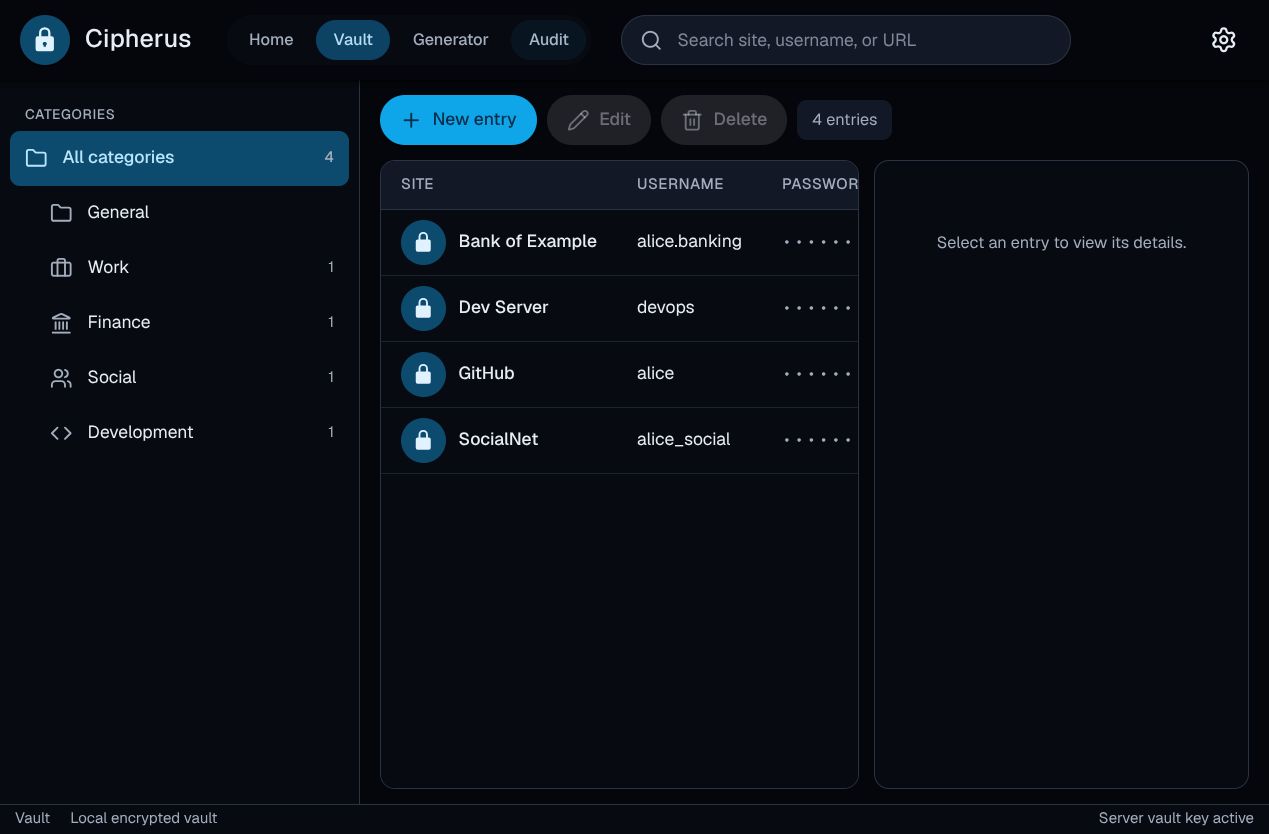 Cipherus
Home Vault Generator Audit
Search site, username, or URL
CATEGORIES
All categories 4
General
Work 1
Finance 1
Social 1
Development 1
New entry Edit Delete 4 entries
SITE USERNAME PASSWOR
Bank of Example alice.banking ••••••
Dev Server devops ••••••
GitHub alice ••••••
SocialNet alice_social ••••••
Select an entry to view its details.
Vault Local encrypted vault Server vault key active